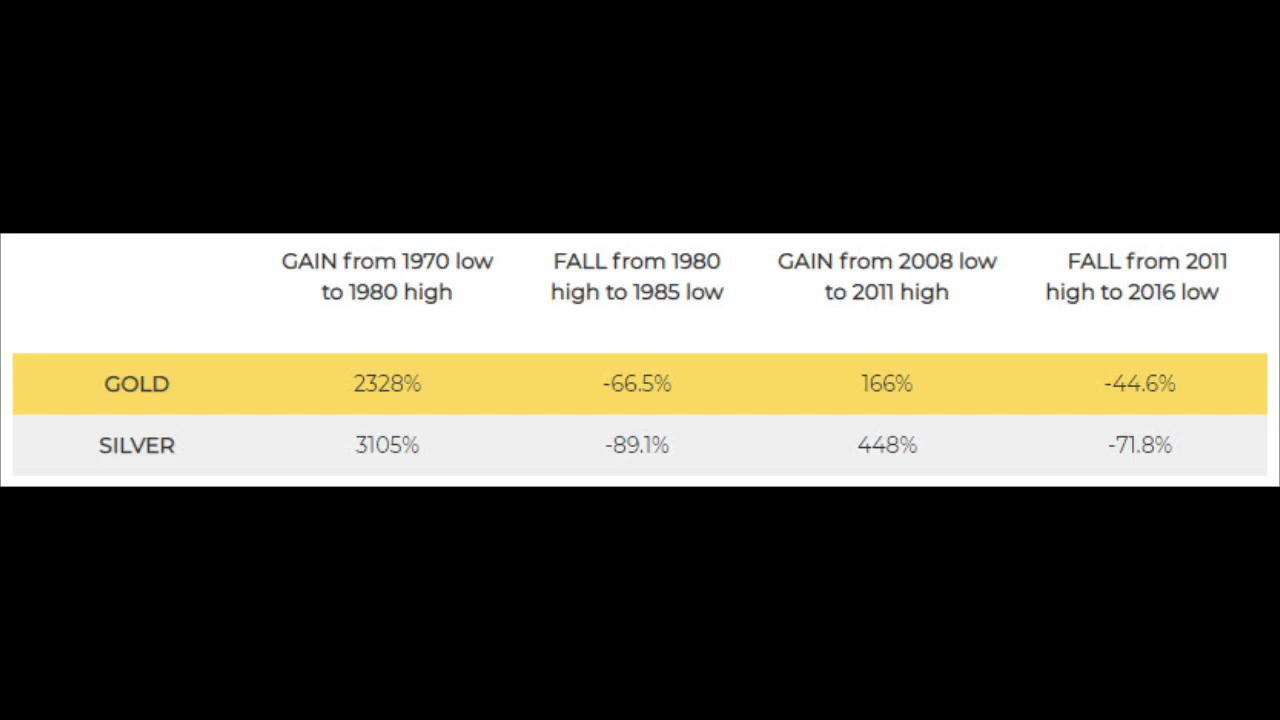 GAIN from 1970 low
to 1980 high
FALL from 1980
high to 1985 low
GAIN from 2008 low
to 2011 high
FALL from 2011
high to 2016 low
GOLD 2328% -66.5% 166% -44.6%
SILVER 3105% -89.1% 448% -71.8%